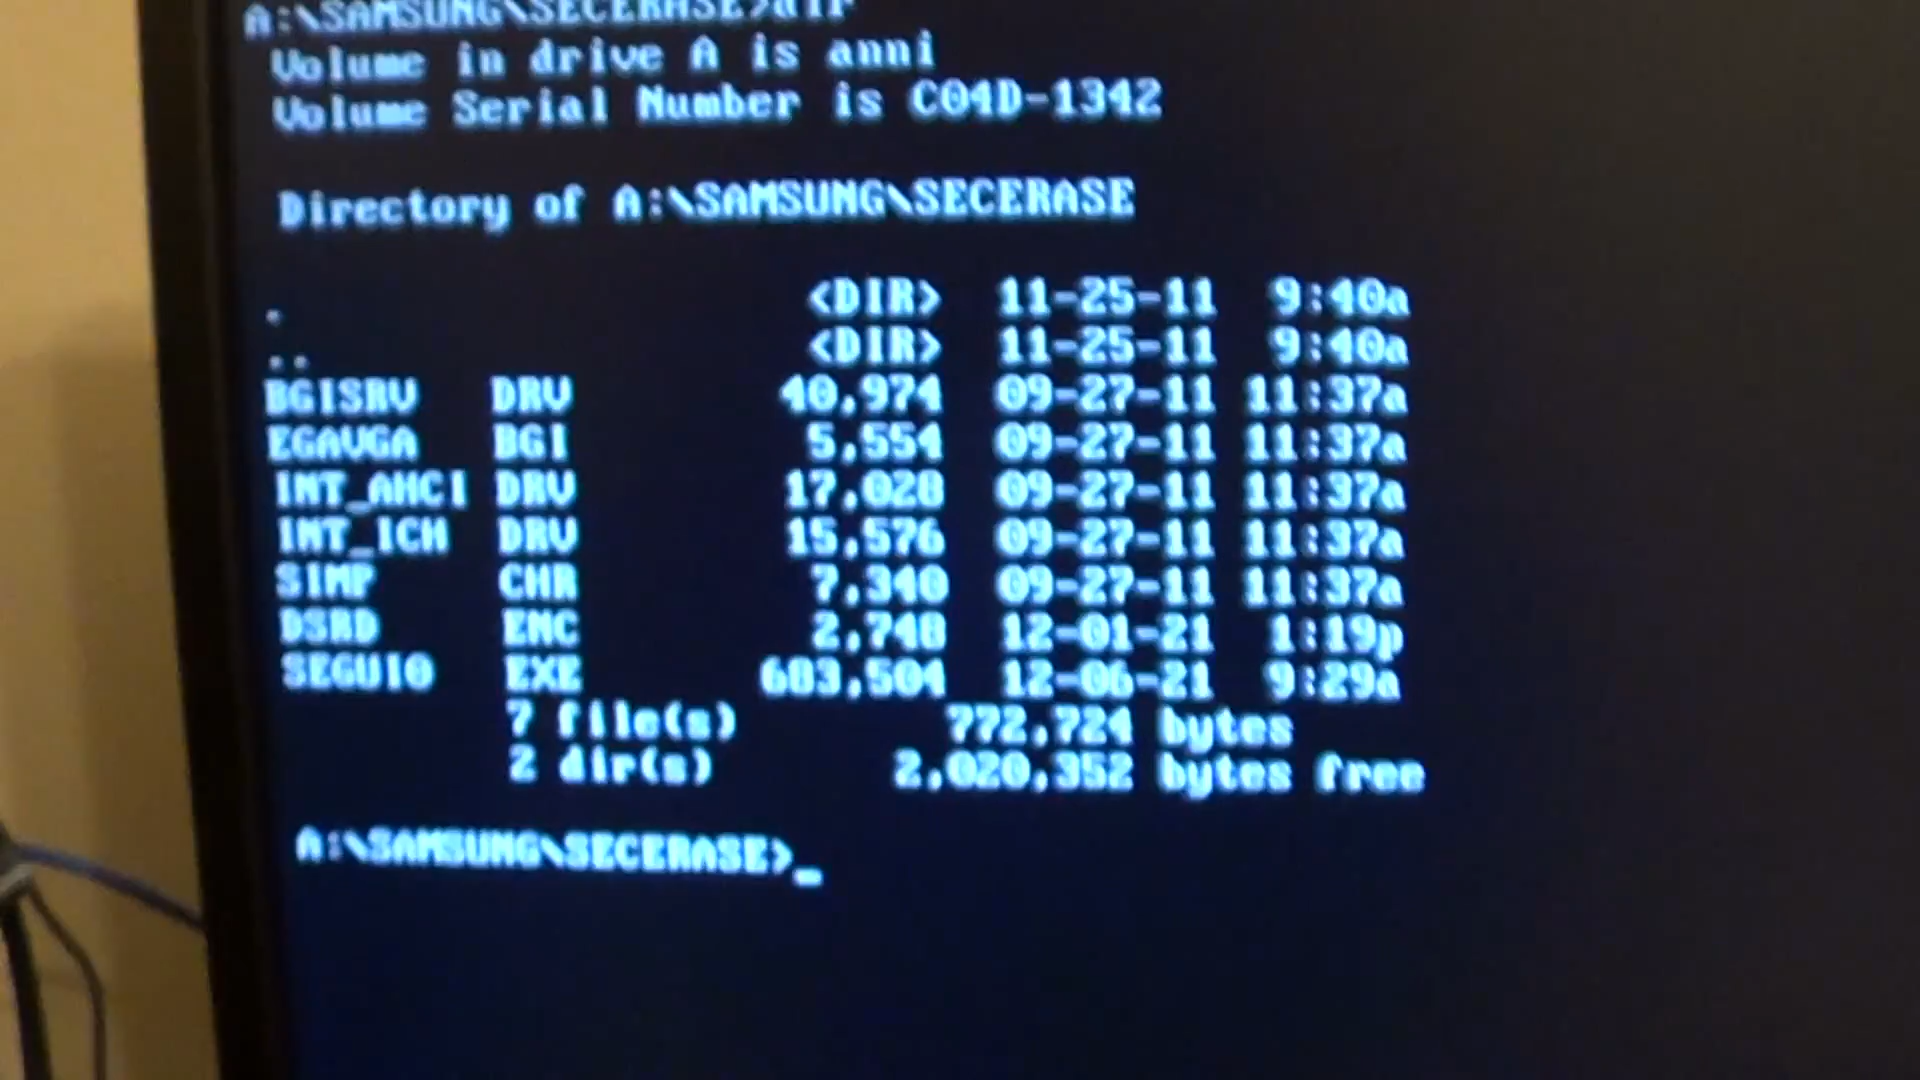 A:\SAMSUNG\SECERASE>dir
Volume in drive A is anni
Volume Serial Number is C04D-1342
Directory of A:\SAMSUNG\SECERASE
. <DIR> 11-25-11 9:40a
.. <DIR> 11-25-11 9:40a
BGISRV DRV 40,974 09-27-11 11:37a
EGAVGA BGI 5,554 09-27-11 11:37a
INT_AHCI DRV 17,028 09-27-11 11:37a
INT_ICH DRV 15,576 09-27-11 11:37a
SIMP CHR 7,340 09-27-11 11:37a
DSRD ENC 2,748 12-01-21 1:19p
SEGUI0 EXE 683,504 12-06-21 9:29a
7 file(s) 772,724 bytes
2 dir(s) 2,020,352 bytes free
A:\SAMSUNG\SECERASE>_